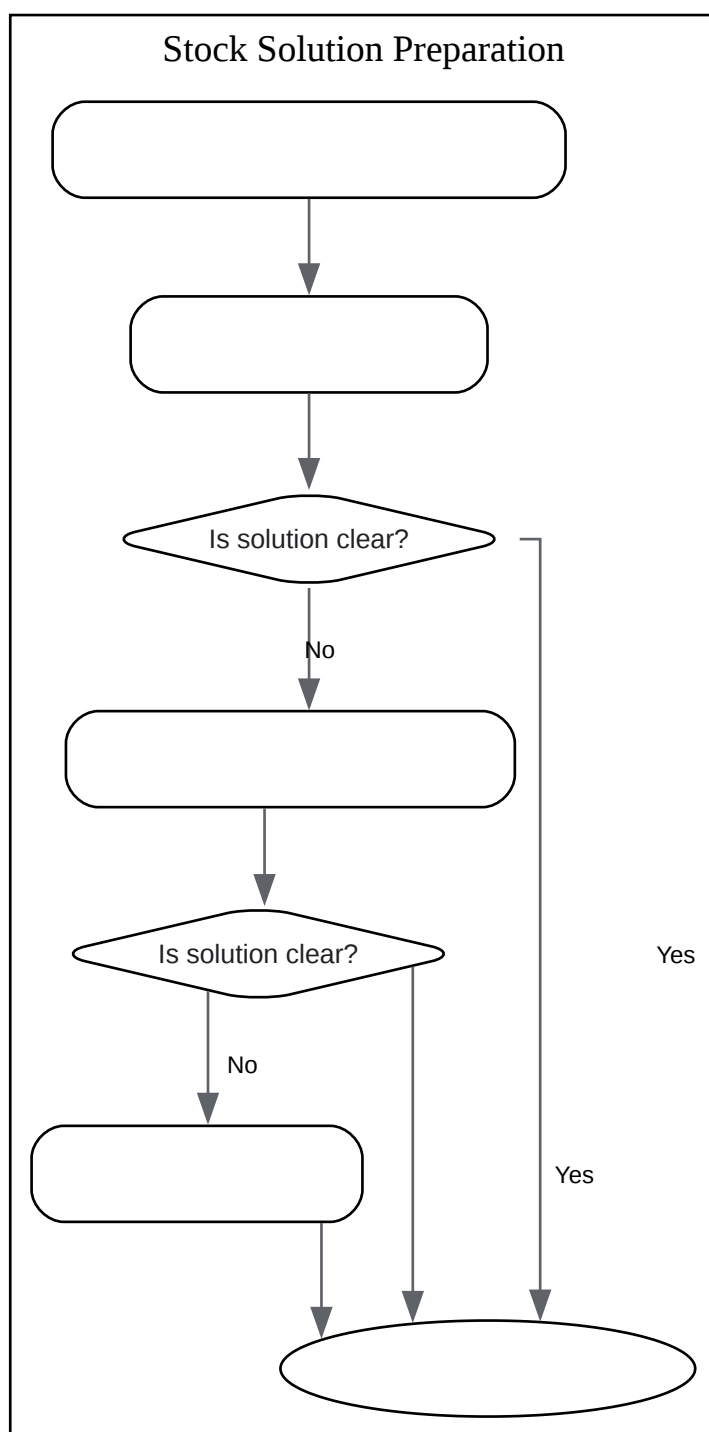 Stock Solution Preparation
Is solution clear?
No
Is solution clear?
Yes
No
Yes